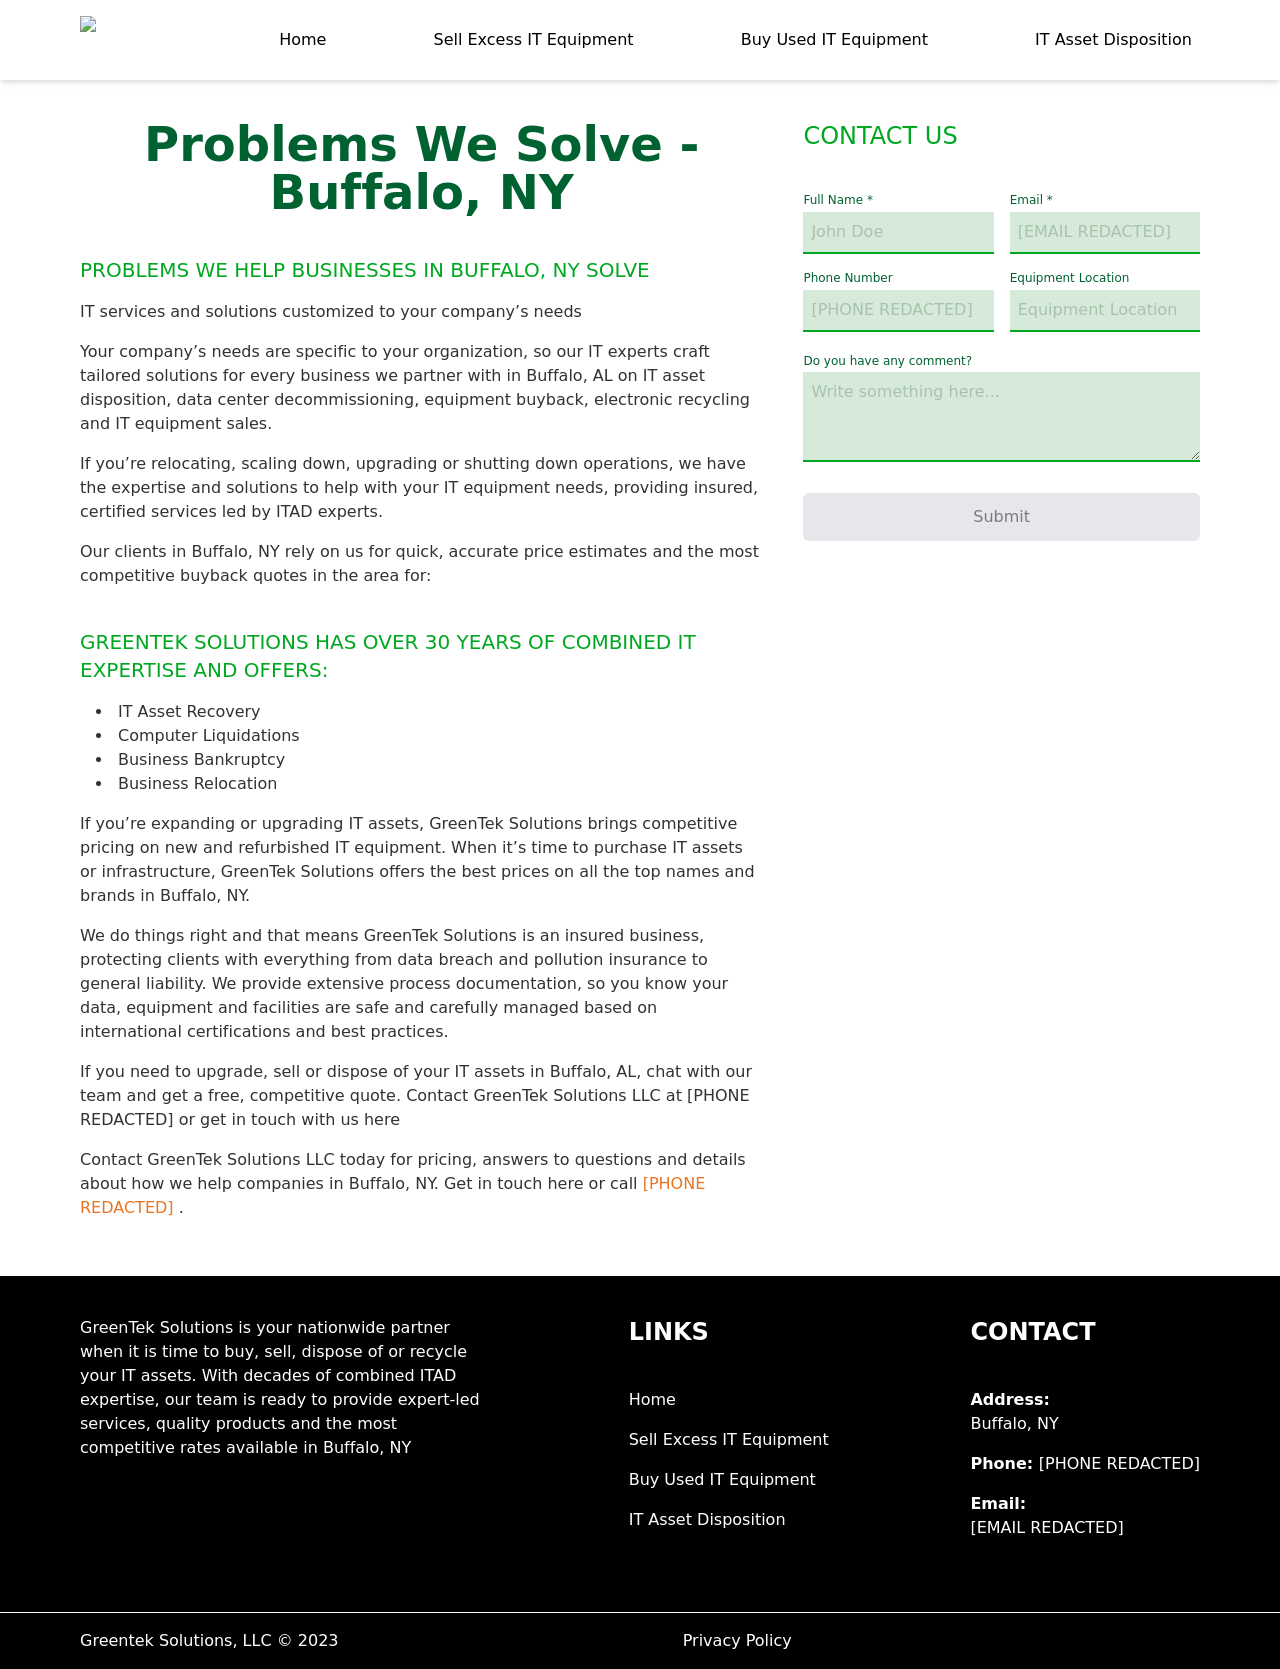 Home
Sell Excess IT Equipment
Buy Used IT Equipment
IT Asset Disposition
Problems We Solve -
Buffalo, NY
PROBLEMS WE HELP BUSINESSES IN BUFFALO, NY SOLVE
IT services and solutions customized to your company’s needs
Your company’s needs are specific to your organization, so our IT experts craft
tailored solutions for every business we partner with in Buffalo, AL on IT asset
disposition, data center decommissioning, equipment buyback, electronic recycling
and IT equipment sales.
If you’re relocating, scaling down, upgrading or shutting down operations, we have
the expertise and solutions to help with your IT equipment needs, providing insured,
certified services led by ITAD experts.
Our clients in Buffalo, NY rely on us for quick, accurate price estimates and the most
competitive buyback quotes in the area for:
GREENTEK SOLUTIONS HAS OVER 30 YEARS OF COMBINED IT
EXPERTISE AND OFFERS:
• IT Asset Recovery
• Computer Liquidations
• Business Bankruptcy
• Business Relocation
If you’re expanding or upgrading IT assets, GreenTek Solutions brings competitive
pricing on new and refurbished IT equipment. When it’s time to purchase IT assets
or infrastructure, GreenTek Solutions offers the best prices on all the top names and
brands in Buffalo, NY.
We do things right and that means GreenTek Solutions is an insured business,
protecting clients with everything from data breach and pollution insurance to
general liability. We provide extensive process documentation, so you know your
data, equipment and facilities are safe and carefully managed based on
international certifications and best practices.
If you need to upgrade, sell or dispose of your IT assets in Buffalo, AL, chat with our
team and get a free, competitive quote. Contact GreenTek Solutions LLC at [PHONE
REDACTED] or get in touch with us here
Contact GreenTek Solutions LLC today for pricing, answers to questions and details
about how we help companies in Buffalo, NY. Get in touch here or call [PHONE
REDACTED] .
CONTACT US
Full Name *
John Doe
Email *
[EMAIL REDACTED]
Phone Number
[PHONE REDACTED]
Equipment Location
Equipment Location
Do you have any comment?
Write something here...
Submit
GreenTek Solutions is your nationwide partner
when it is time to buy, sell, dispose of or recycle
your IT assets. With decades of combined ITAD
expertise, our team is ready to provide expert-led
services, quality products and the most
competitive rates available in Buffalo, NY
LINKS
Home
Sell Excess IT Equipment
Buy Used IT Equipment
IT Asset Disposition
CONTACT
Address:
Buffalo, NY
Phone: [PHONE REDACTED]
Email:
[EMAIL REDACTED]
Greentek Solutions, LLC © 2023
Privacy Policy